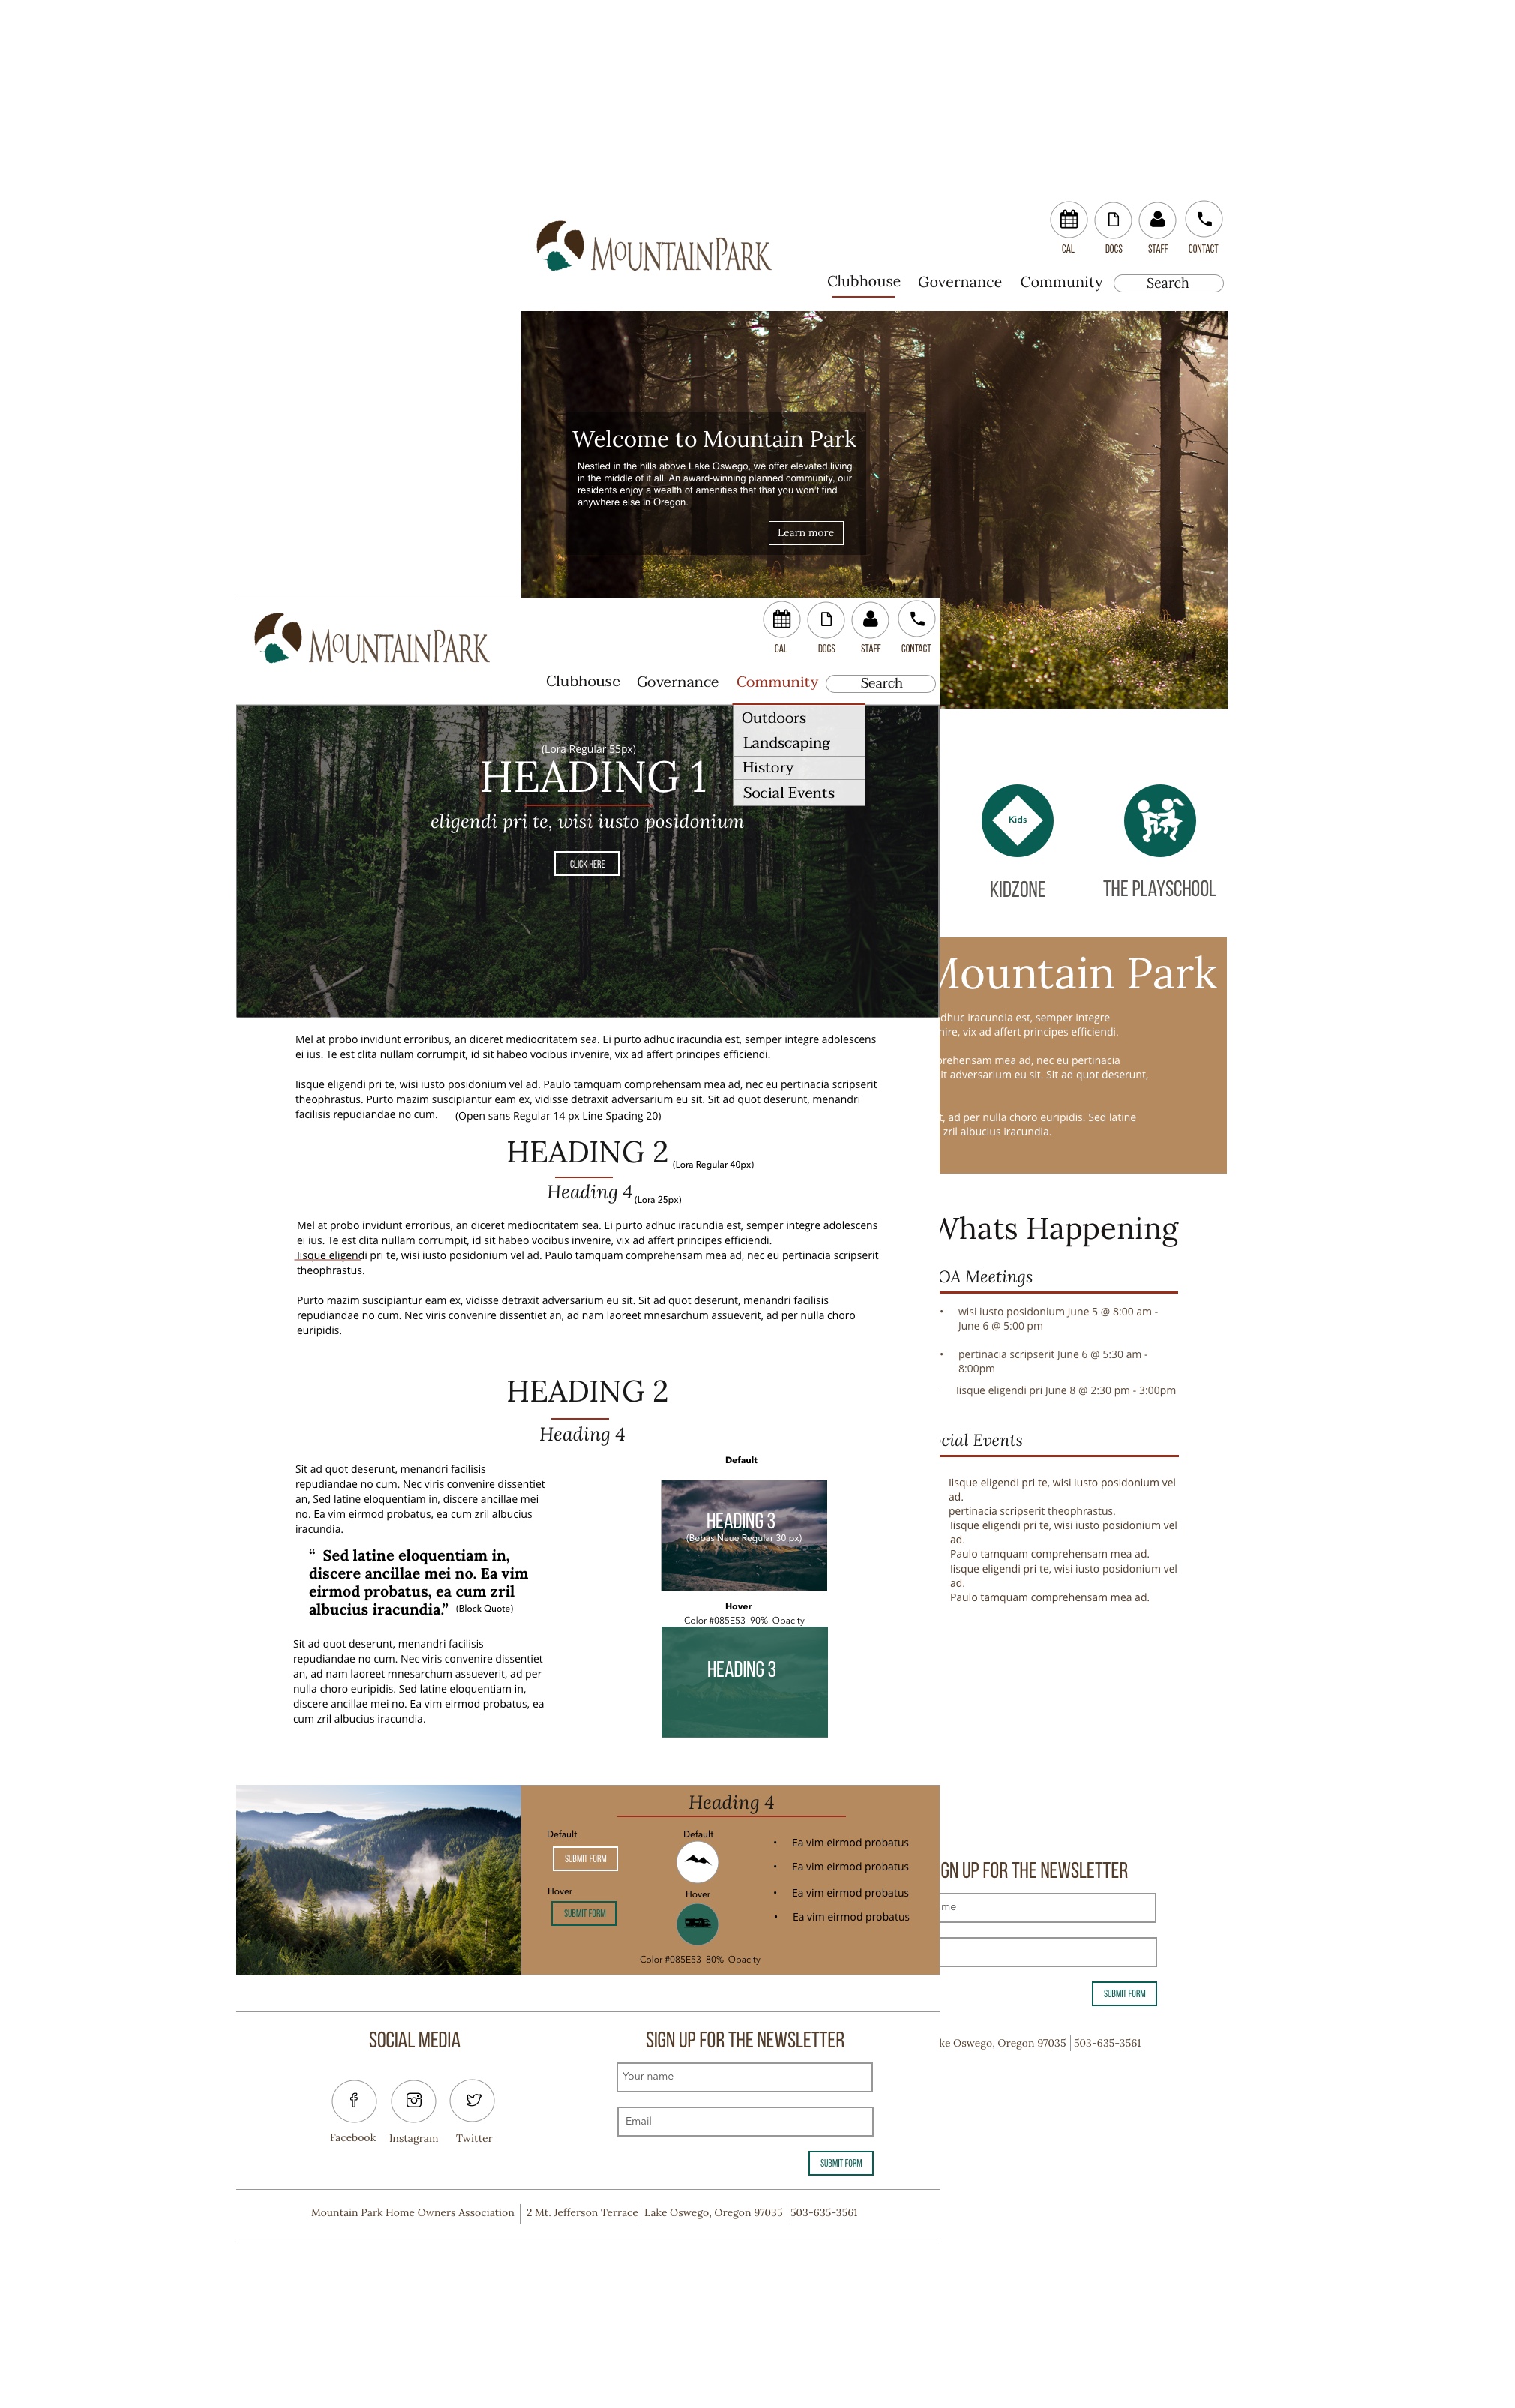 CAL
DOCS
STAFF
CONTACT
MOUNTAINPARK
Clubhouse
Governance
Community
Search
Welcome to Mountain Park
Nestled in the hills above Lake Oswego, we offer elevated living
in the middle of it all. An award-winning planned community, our
residents enjoy a wealth of amenities that that you won't find
anywhere else in Oregon.
Learn more
Kids
KIDZONE
THE PLAYSCHOOL
Mountain Park
dhuc iracundia est, semper integre
nire, vix ad affert principes efficiendi.
prehensam mea ad, nec eu pertinacia
it adversarium eu sit. Sit ad quot deserunt,
t, ad per nulla choro euripidis. Sed latine
zril albucius iracundia.
Whats Happening
OA Meetings
• wisi iusto posidonium June 5 @ 8:00 am -
June 6 @ 5:00 pm
• pertinacia scripserit June 6 @ 5:30 am -
8:00pm
• Iisque eligendi pri June 8 @ 2:30 pm - 3:00pm
cial Events
Iisque eligendi pri te, wisi iusto posidonium vel
ad.
pertinacia scripserit theophrastus.
Iisque eligendi pri te, wisi iusto posidonium vel
ad.
Paulo tamquam comprehensam mea ad.
Iisque eligendi pri te, wisi iusto posidonium vel
ad.
Paulo tamquam comprehensam mea ad.
IGN UP FOR THE NEWSLETTER
ame
SUBMIT FORM
ke Oswego, Oregon 97035 | 503-635-3561
MOUNTAINPARK
CAL
DOCS
STAFF
CONTACT
Clubhouse
Governance
Community
Search
Outdoors
Landscaping
History
Social Events
(Lora Regular 55px)
HEADING 1
eligendi pri te, wisi iusto posidonium
CLICK HERE
Mel at probo invidunt erroribus, an diceret mediocritatem sea. Ei purto adhuc iracundia est, semper integre adolescens
ei ius. Te est clita nullam corrumpit, id sit habeo vocibus invenire, vix ad affert principes efficiendi.
Iisque eligendi pri te, wisi iusto posidonium vel ad. Paulo tamquam comprehensam mea ad, nec eu pertinacia scripserit
theophrastus. Purto mazim suscipiantur eam ex, vidisse detraxit adversarium eu sit. Sit ad quot deserunt, menandri
facilisis repudiandae no cum. (Open sans Regular 14 px Line Spacing 20)
HEADING 2 (Lora Regular 40px)
Heading 4 (Lora 25px)
Mel at probo invidunt erroribus, an diceret mediocritatem sea. Ei purto adhuc iracundia est, semper integre adolescens
ei ius. Te est clita nullam corrumpit, id sit habeo vocibus invenire, vix ad affert principes efficiendi.
Iisque eligendi pri te, wisi iusto posidonium vel ad. Paulo tamquam comprehensam mea ad, nec eu pertinacia scripserit
theophrastus.
Purto mazim suscipiantur eam ex, vidisse detraxit adversarium eu sit. Sit ad quot deserunt, menandri facilisis
repudiandae no cum. Nec viris convenire dissentiet an, ad nam laoreet mnesarchum assueverit, ad per nulla choro
euripidis.
HEADING 2
Heading 4
Sit ad quot deserunt, menandri facilisis
repudiandae no cum. Nec viris convenire dissentiet
an, Sed latine eloquentiam in, discere ancillae mei
no. Ea vim eirmod probatus, ea cum zril albucius
iracundia.
“ Sed latine eloquentiam in,
discere ancillae mei no. Ea vim
eirmod probatus, ea cum zril
albucius iracundia.” (Block Quote)
Sit ad quot deserunt, menandri facilisis
repudiandae no cum. Nec viris convenire dissentiet
an, ad nam laoreet mnesarchum assueverit, ad per
nulla choro euripidis. Sed latine eloquentiam in,
discere ancillae mei no. Ea vim eirmod probatus, ea
cum zril albucius iracundia.
Default
HEADING 3
(Bebas Neue Regular 30 px)
Hover
Color #085E53 90% Opacity
HEADING 3
Heading 4
Default
SUBMIT FORM
Hover
SUBMIT FORM
Default
Hover
Color #085E53 80% Opacity
• Ea vim eirmod probatus
• Ea vim eirmod probatus
• Ea vim eirmod probatus
• Ea vim eirmod probatus
SOCIAL MEDIA
Facebook
Instagram
Twitter
SIGN UP FOR THE NEWSLETTER
Your name
Email
SUBMIT FORM
Mountain Park Home Owners Association | 2 Mt. Jefferson Terrace | Lake Oswego, Oregon 97035 | 503-635-3561